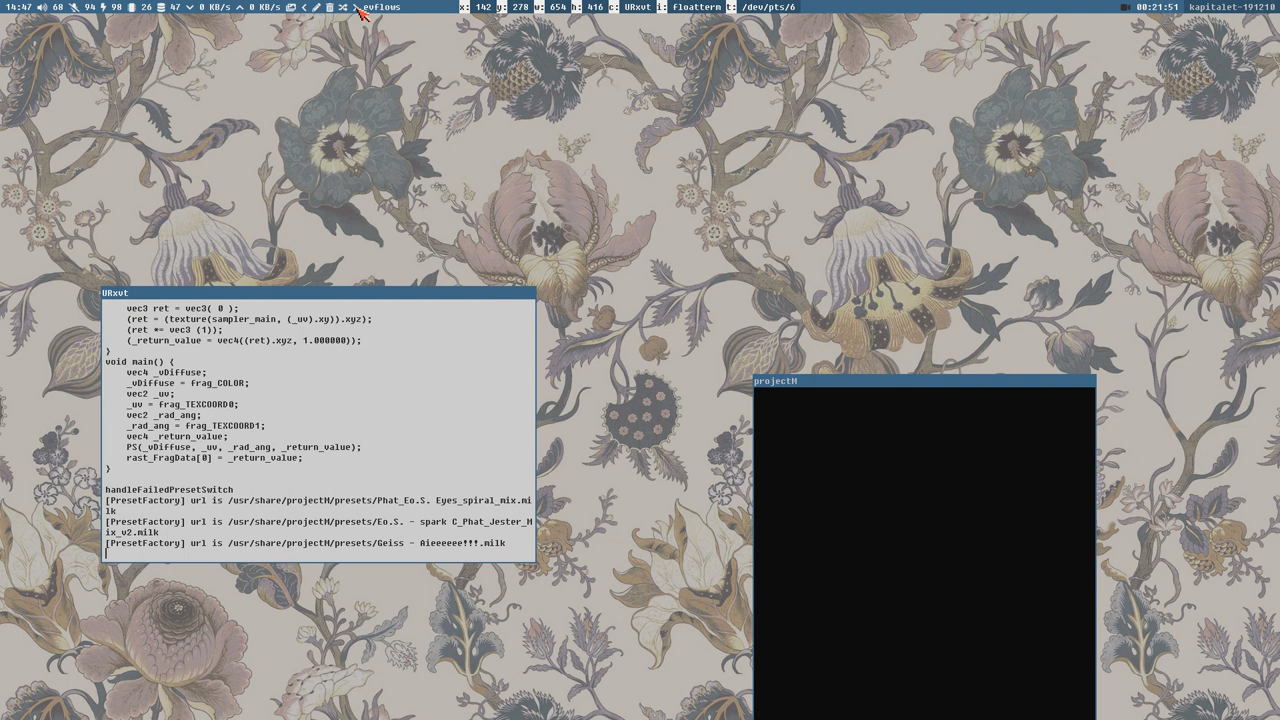 14:47 68 94 98 26 47 0 KB/s 0 KB/s evflous x: 142 y: 278 w: 654 h: 416 c: URxvt i: floatterm t: /dev/pts/6 00:21:51 kapitalet-191210
URxvt
vec3 ret = vec3( 0 );
(ret = (texture(sampler_main, (_uv).xy)).xyz);
(ret *= vec3 (1));
(_return_value = vec4((ret).xyz, 1.000000));
}
void main() {
vec4 _vDiffuse;
_vDiffuse = frag_COLOR;
vec2 _uv;
_uv = frag_TEXCOORD0;
vec2 _rad_ang;
_rad_ang = frag_TEXCOORD1;
vec4 _return_value;
PS(_vDiffuse, _uv, _rad_ang, _return_value);
rast_FragData[0] = _return_value;
}
handleFailedPresetSwitch
[PresetFactory] url is /usr/share/projectM/presets/Phat_Eo.S. Eyes_spiral_mix.mi
lk
[PresetFactory] url is /usr/share/projectM/presets/Eo.S. - spark C_Phat_Jester_M
ix_v2.milk
[PresetFactory] url is /usr/share/projectM/presets/Geiss - Aieeeeee!!!.milk
projectM